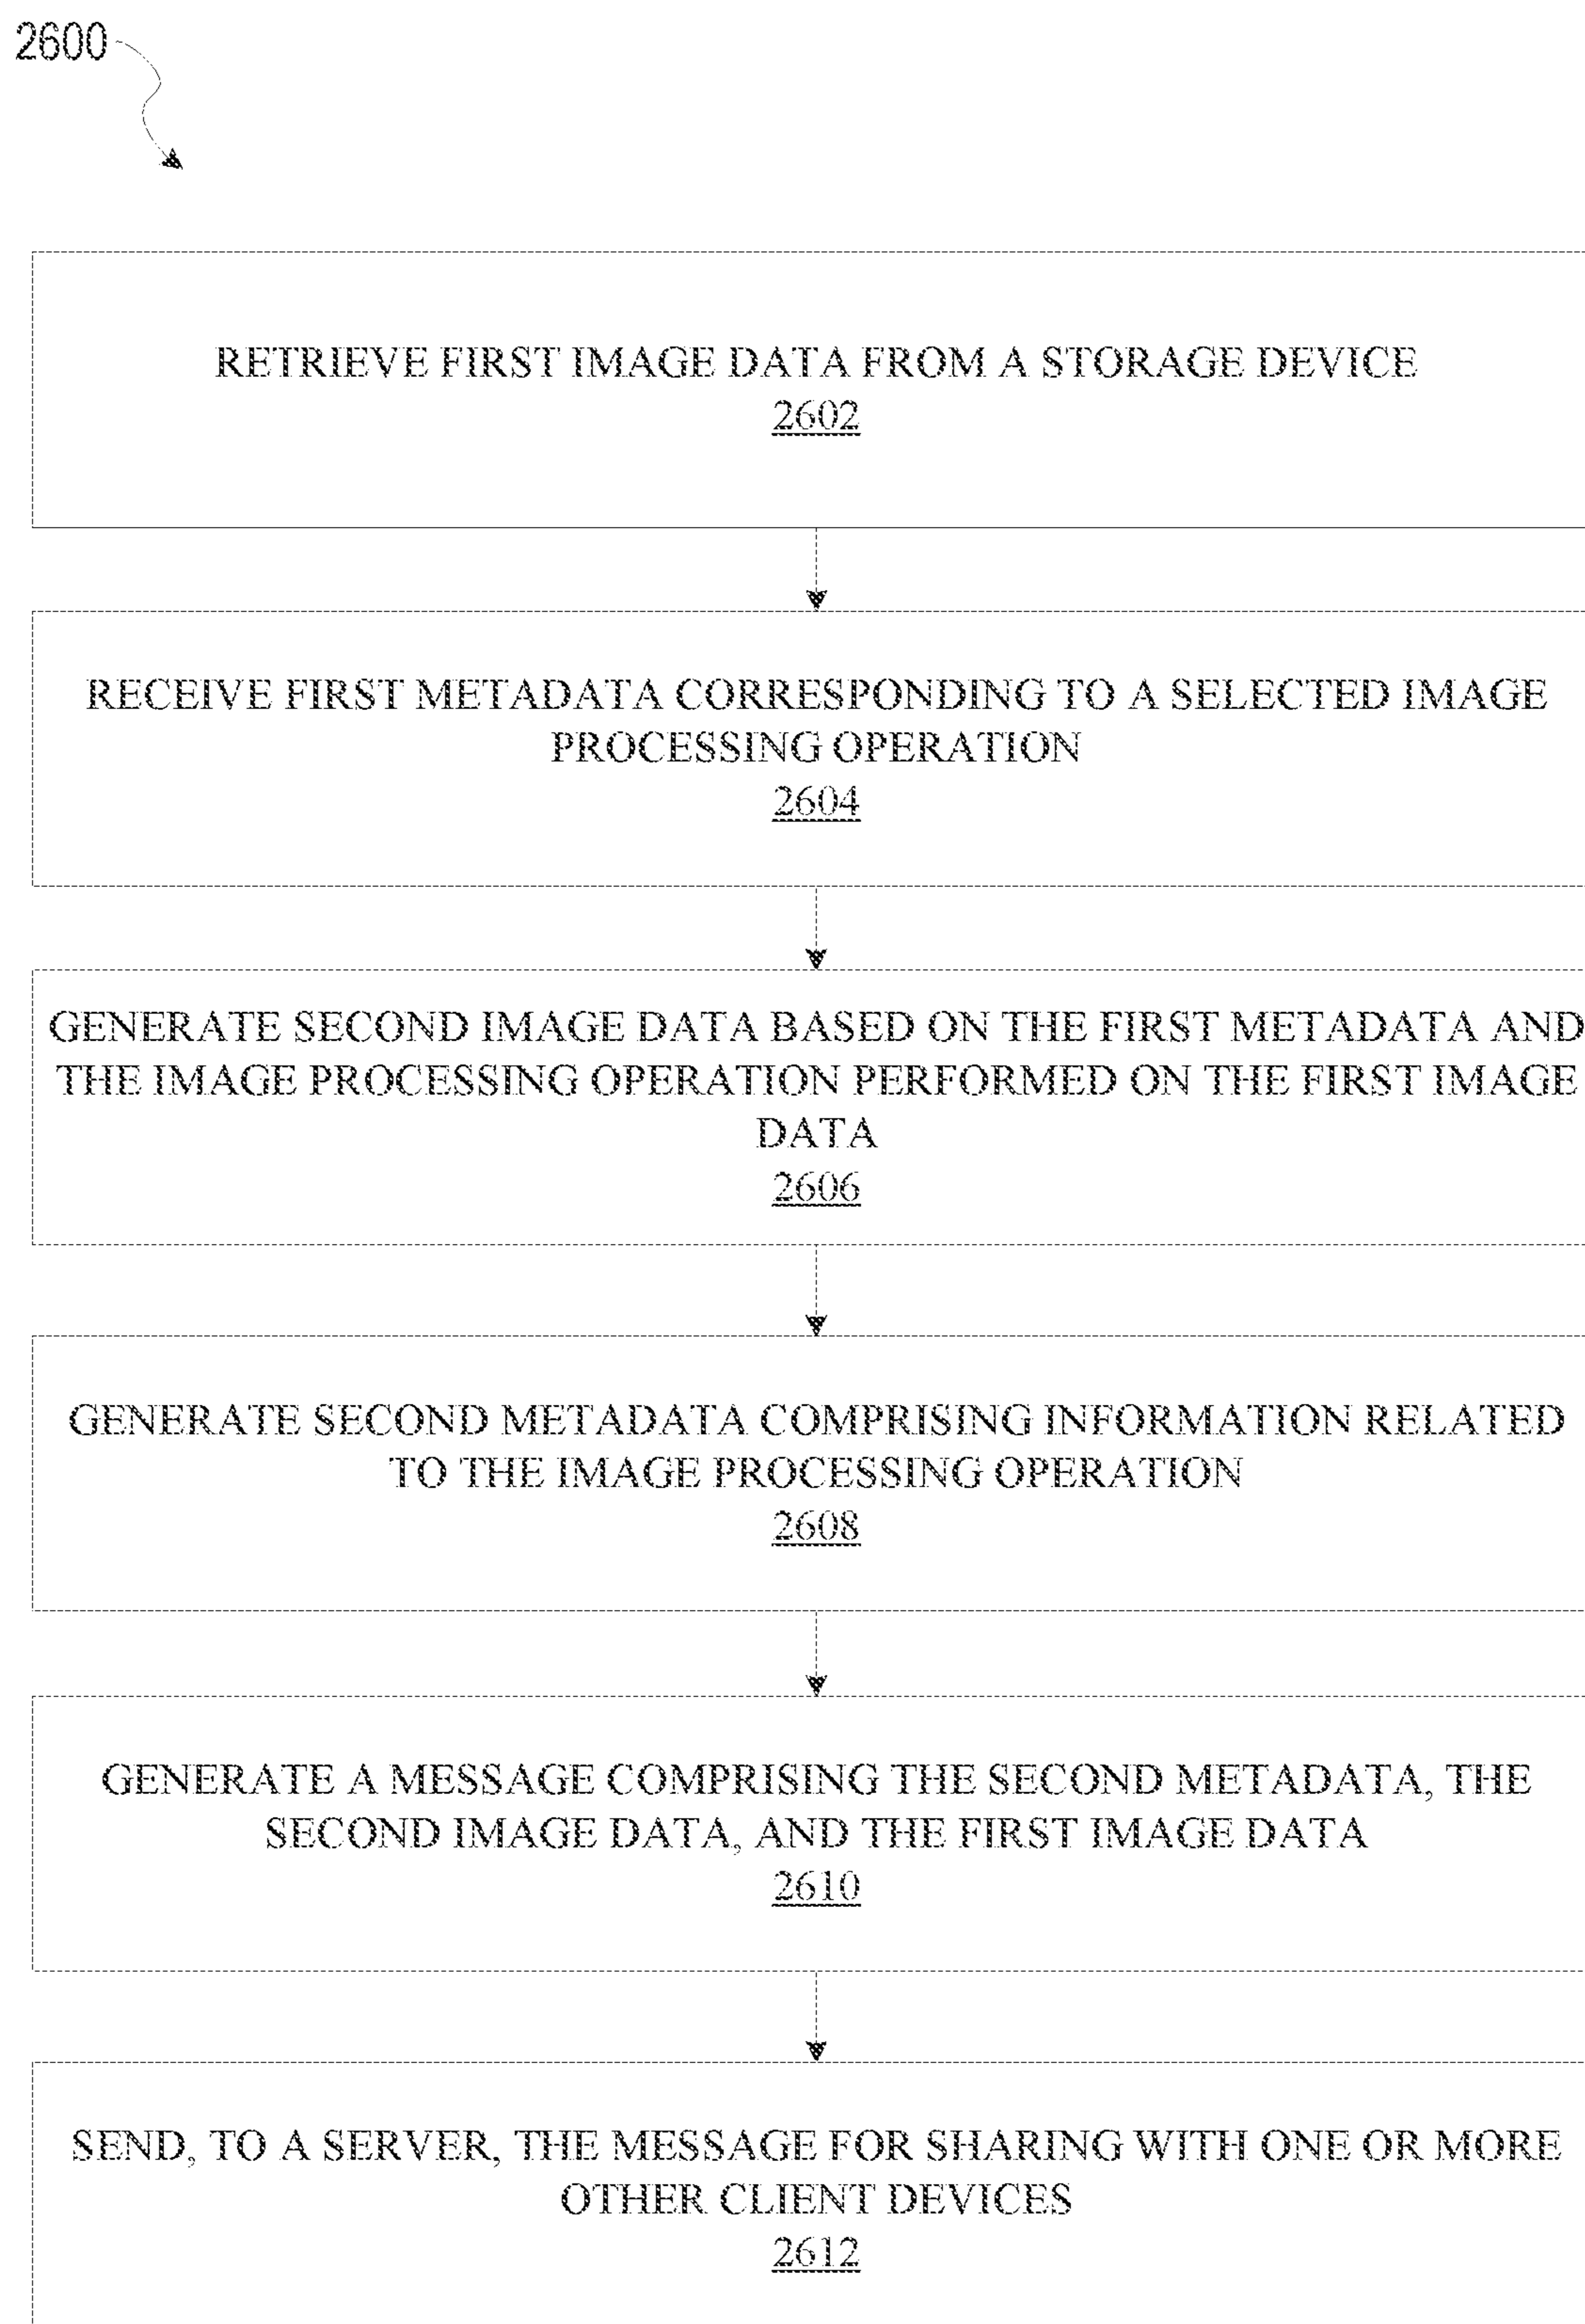 2600
RETRIEVE FIRST IMAGE DATA FROM A STORAGE DEVICE
2602
RECEIVE FIRST METADATA CORRESPONDING TO A SELECTED IMAGE
PROCESSING OPERATION
2604
GENERATE SECOND IMAGE DATA BASED ON THE FIRST METADATA AND
THE IMAGE PROCESSING OPERATION PERFORMED ON THE FIRST IMAGE
DATA
2606
GENERATE SECOND METADATA COMPRISING INFORMATION RELATED
TO THE IMAGE PROCESSING OPERATION
2608
GENERATE A MESSAGE COMPRISING THE SECOND METADATA, THE
SECOND IMAGE DATA, AND THE FIRST IMAGE DATA
2610
SEND, TO A SERVER, THE MESSAGE FOR SHARING WITH ONE OR MORE
OTHER CLIENT DEVICES
2612